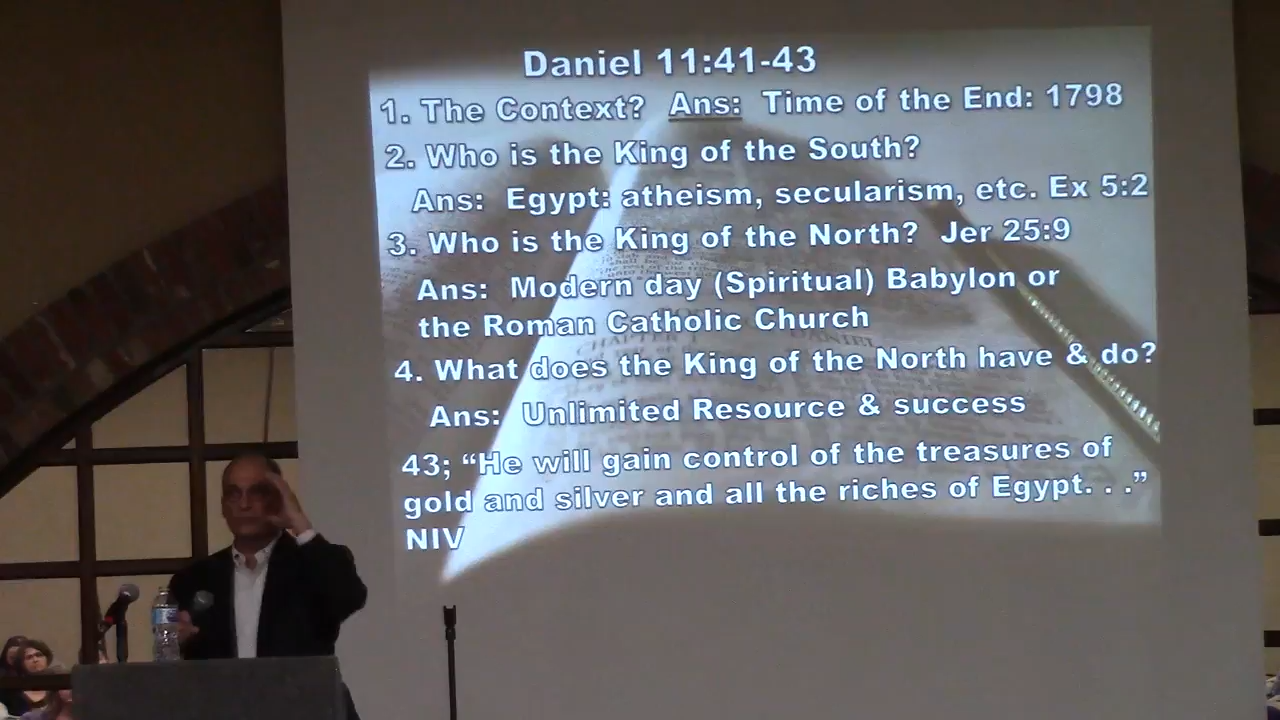 Daniel 11:41-43
1. The Context? Ans: Time of the End: 1798
2. Who is the King of the South?
Ans: Egypt: atheism, secularism, etc. Ex 5:2
3. Who is the King of the North? Jer 25:9
Ans: Modern day (Spiritual) Babylon or
the Roman Catholic Church
4. What does the King of the North have & do?
Ans: Unlimited Resource & success
43; “He will gain control of the treasures of
gold and silver and all the riches of Egypt. . .”
NIV
CHAPTER 1
DANIEL